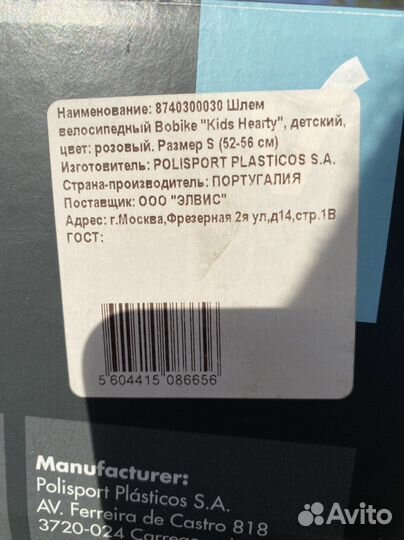 Наименование: 8740300030 Шлем
велосипедный Bobike "Kids Hearty", детский,
цвет: розовый. Размер S (52-56 см)
Изготовитель: POLISPORT PLASTICOS S.A.
Страна-производитель: ПОРТУГАЛИЯ
Поставщик: ООО "ЭЛВИС"
Адрес: г.Москва,Фрезерная 2я ул,д14,стр.1В
ГОСТ:
5 604415 086656
Manufacturer:
Polisport Plásticos S.A.
AV. Ferreira de Castro 818
3720-024
Avito